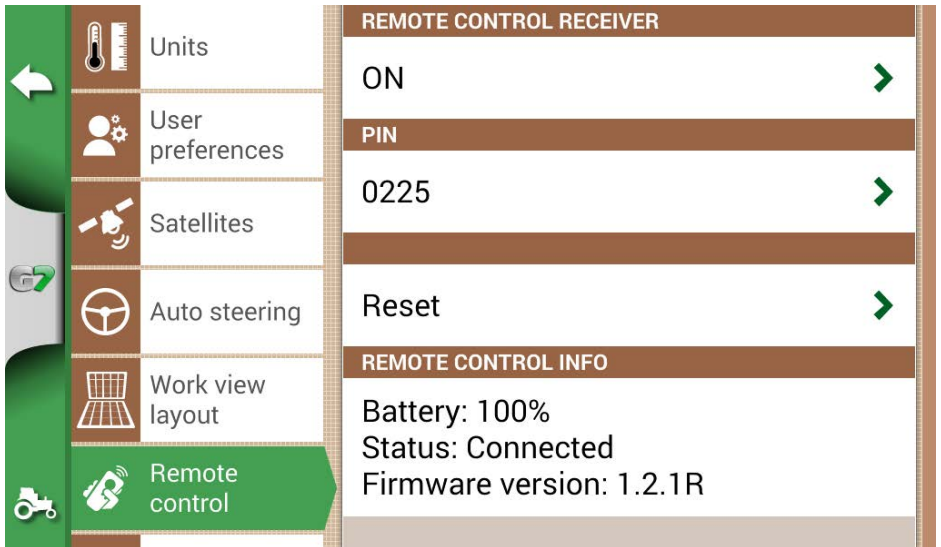 G7
Units
User
preferences
Satellites
Auto steering
Work view
layout
Remote
control
REMOTE CONTROL RECEIVER
ON
PIN
0225
Reset
REMOTE CONTROL INFO
Battery: 100%
Status: Connected
Firmware version: 1.2.1R